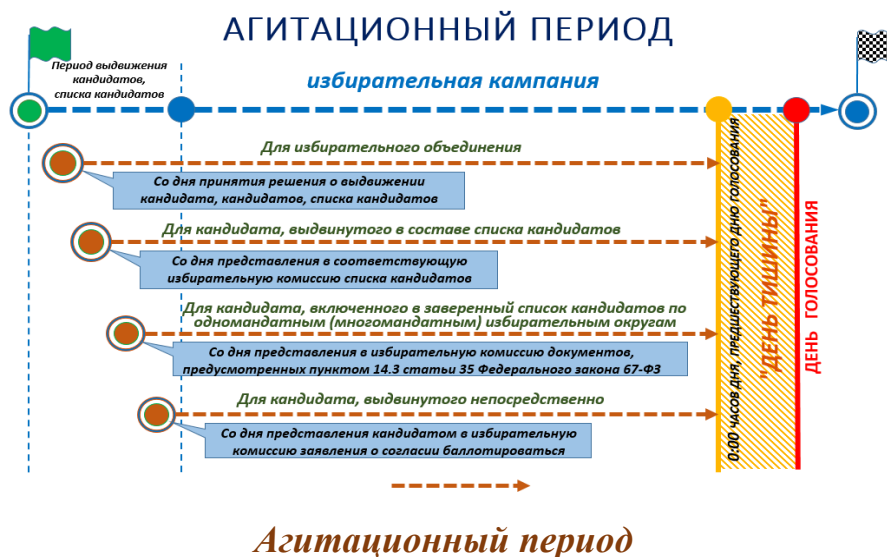 АГИТАЦИОННЫЙ ПЕРИОД
Период выдвижения
кандидатов,
списка кандидатов
избирательная кампания
Для избирательного объединения
Со дня принятия решения о выдвижении
кандидата, кандидатов, списка кандидатов
Для кандидата, выдвинутого в составе списка кандидатов
Со дня представления в соответствующую
избирательную комиссию списка кандидатов
Для кандидата, включенного в заверенный список кандидатов по
одномандатным (многомандатным) избирательным округам
Со дня представления в избирательную комиссию документов,
предусмотренных пунктом 14.3 статьи 35 Федерального закона 67-ФЗ
Для кандидата, выдвинутого непосредственно
Со дня представления кандидатом в избирательную
комиссию заявления о согласии баллотироваться
0:00 ЧАСОВ ДНЯ, ПРЕДШЕСТВУЮЩЕГО ДНЮ ГОЛОСОВАНИЯ
"ДЕНЬ ТИШИНЫ"
ДЕНЬ ГОЛОСОВАНИЯ
Агитационный период